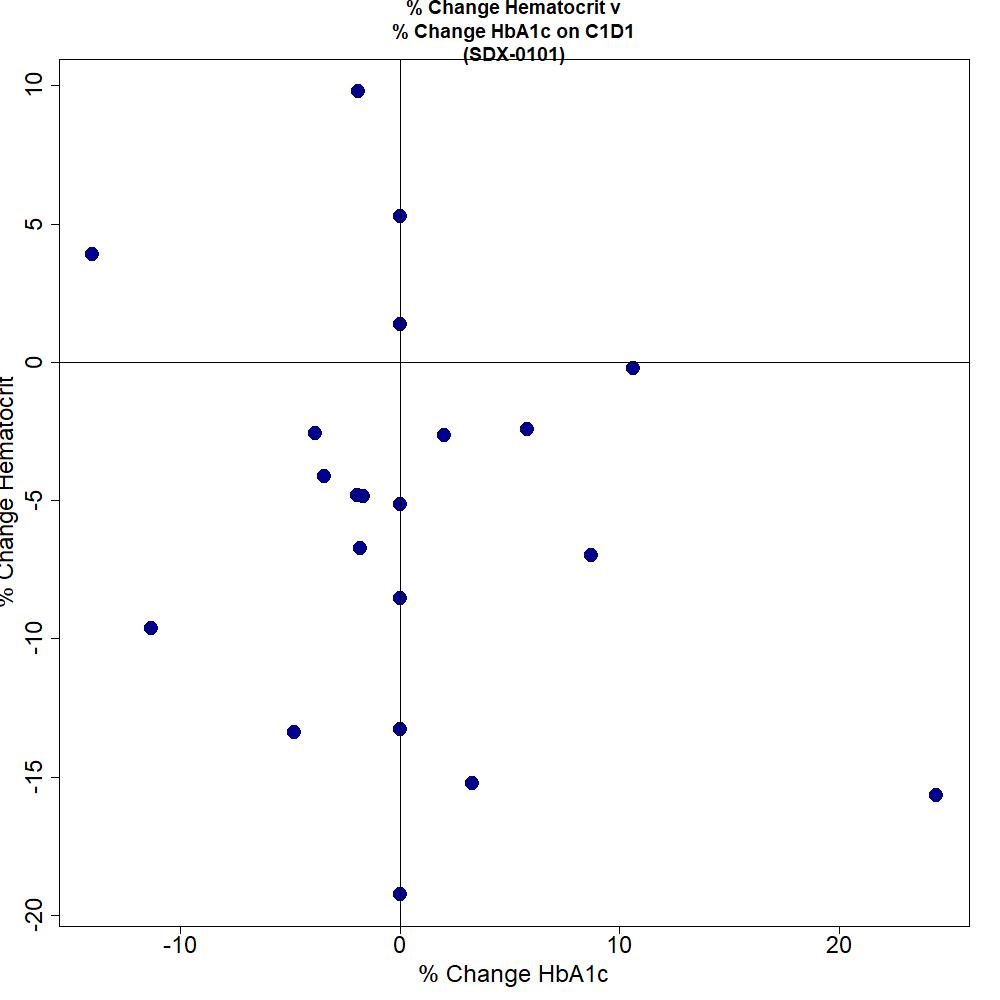 % Change Hematocrit v
% Change HbA1c on C1D1
(SDX-0101)
10
5
0
-5
-10
-15
-20
% Change Hematocrit
-10 0 10 20
% Change HbA1c